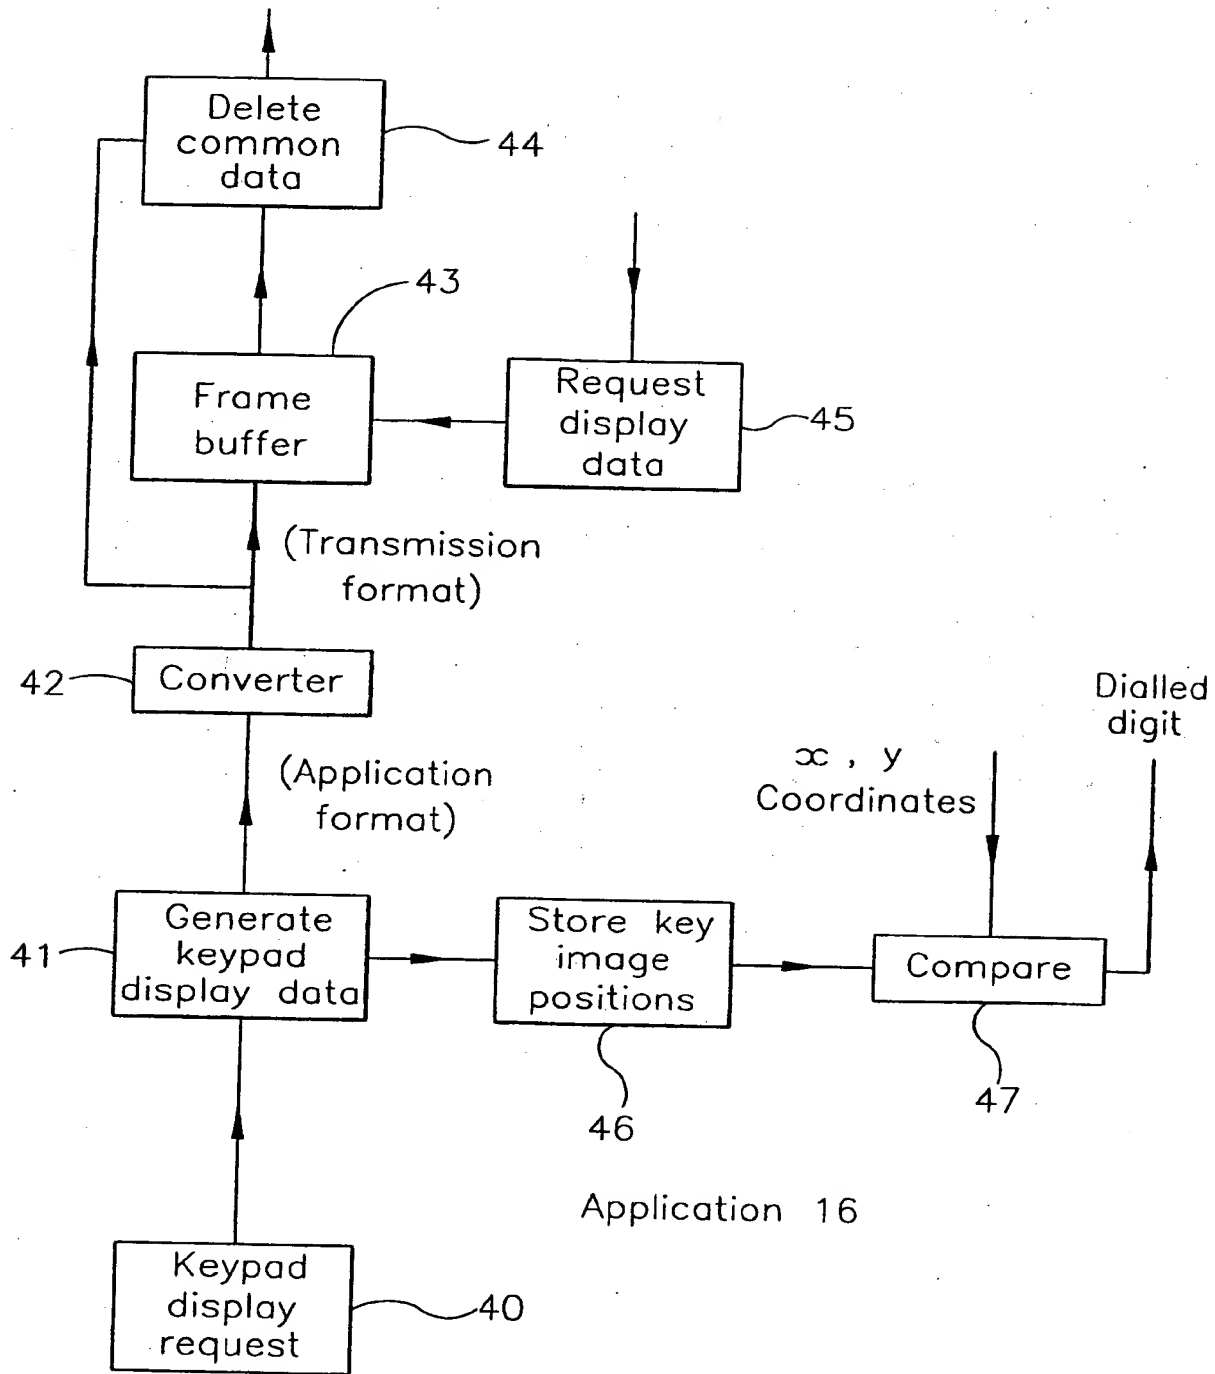 Delete
common
data
44
43
Frame
buffer
Request
display
data
45
(Transmission
format)
42
Converter
(Application
format)
Dialled
digit
x , y
Coordinates
41
Generate
keypad
display data
Store key
image
positions
Compare
46
47
Application 16
Keypad
display
request
40